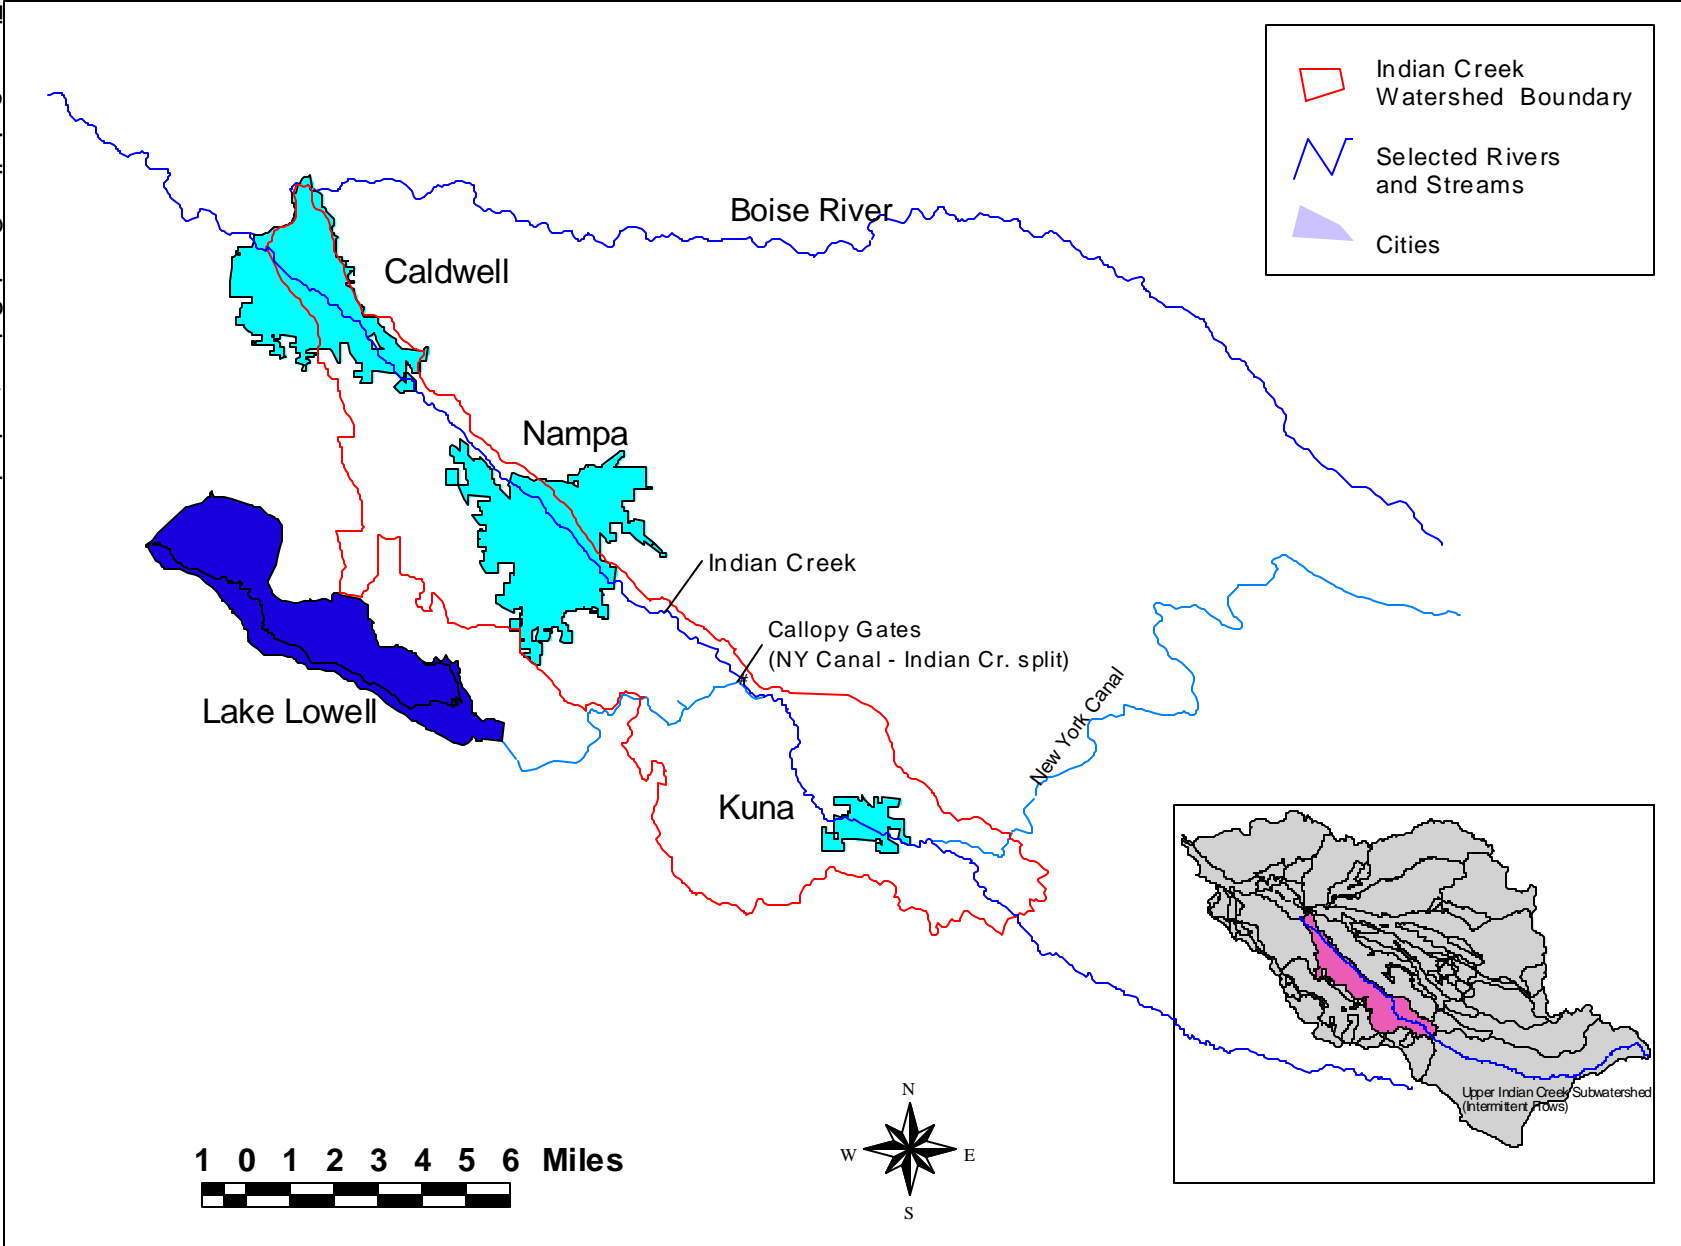 Indian Creek
Watershed Boundary
Selected Rivers
and Streams
Cities
Boise River
Caldwell
Nampa
Indian Creek
Callopy Gates
(NY Canal - Indian Cr. split)
New York Canal
Lake Lowell
Kuna
Upper Indian Creek Subwatershed
(Intermittent Flows)
N
W E
S
1 0 1 2 3 4 5 6 Miles